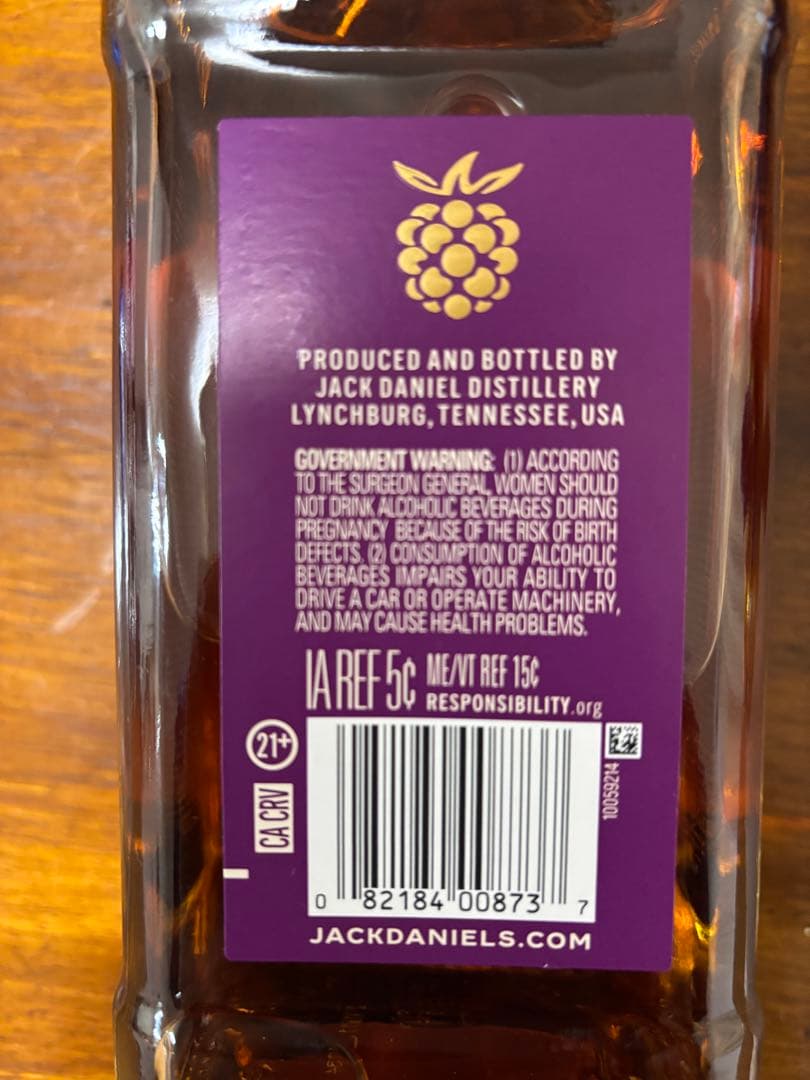 PRODUCED AND BOTTLED BY
JACK DANIEL DISTILLERY
LYNCHBURG, TENNESSEE, USA
GOVERNMENT WARNING: (1) ACCORDING
TO THE SURGEON GENERAL, WOMEN SHOULD
NOT DRINK ALCOHOLIC BEVERAGES DURING
PREGNANCY BECAUSE OF THE RISK OF BIRTH
DEFECTS. (2) CONSUMPTION OF ALCOHOLIC
BEVERAGES IMPAIRS YOUR ABILITY TO
DRIVE A CAR OR OPERATE MACHINERY,
AND MAY CAUSE HEALTH PROBLEMS.
IA REF 5¢ ME/VT REF 15¢
RESPONSIBILITY.org
21+
CA CRV
10059214
0 82184 00873 7
JACKDANIELS.COM